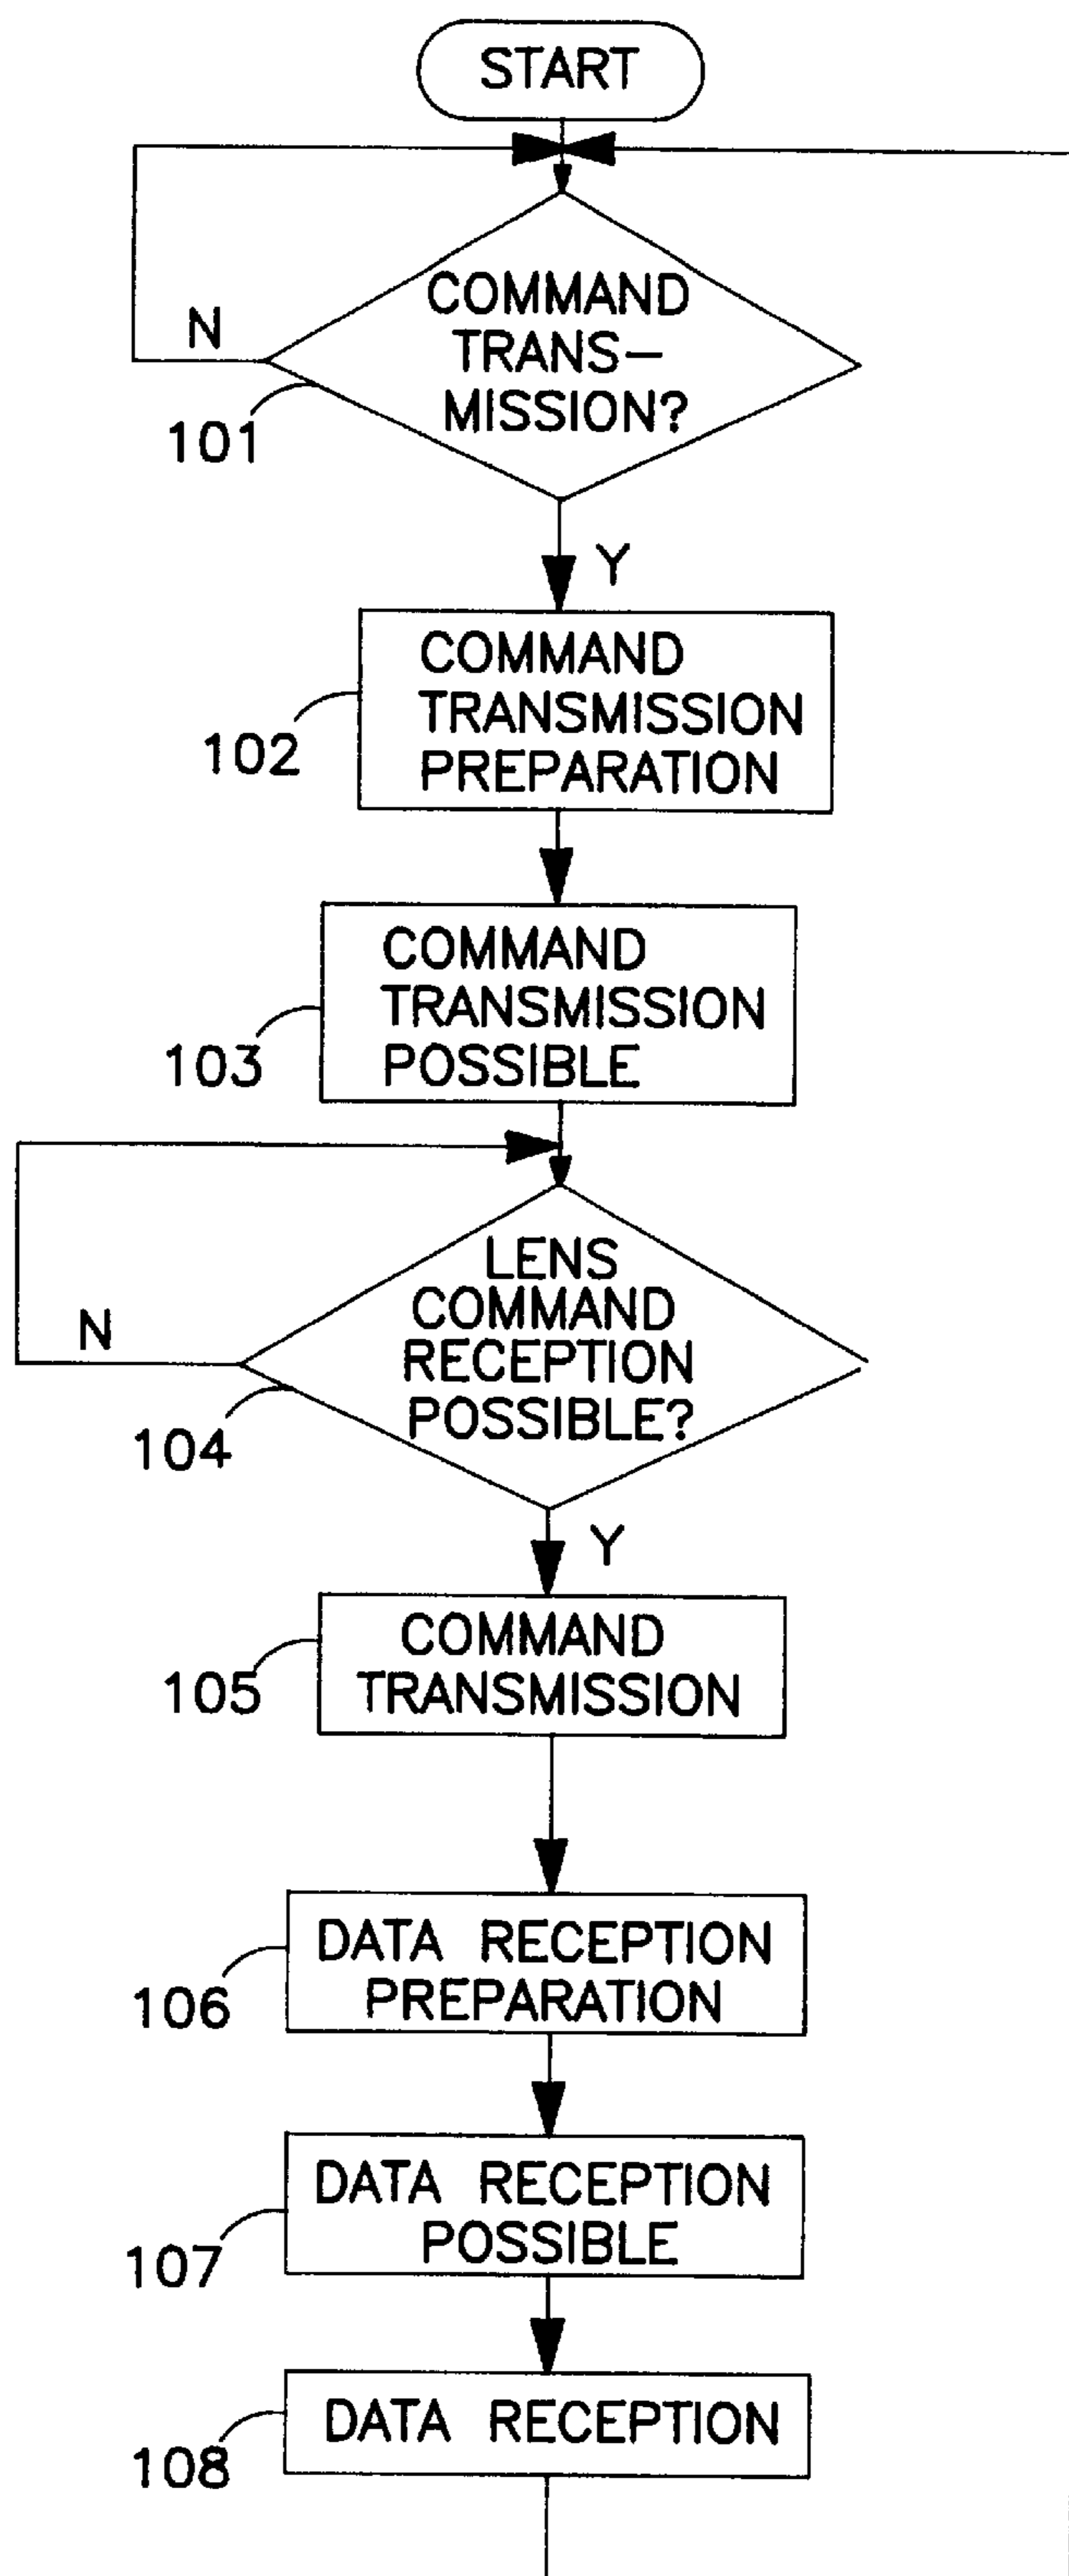 START
COMMAND
TRANS-
MISSION?
N
101
Y
COMMAND
TRANSMISSION
PREPARATION
102
COMMAND
TRANSMISSION
POSSIBLE
103
LENS
COMMAND
RECEPTION
POSSIBLE?
N
104
Y
COMMAND
TRANSMISSION
105
DATA RECEPTION
PREPARATION
106
DATA RECEPTION
POSSIBLE
107
DATA RECEPTION
108